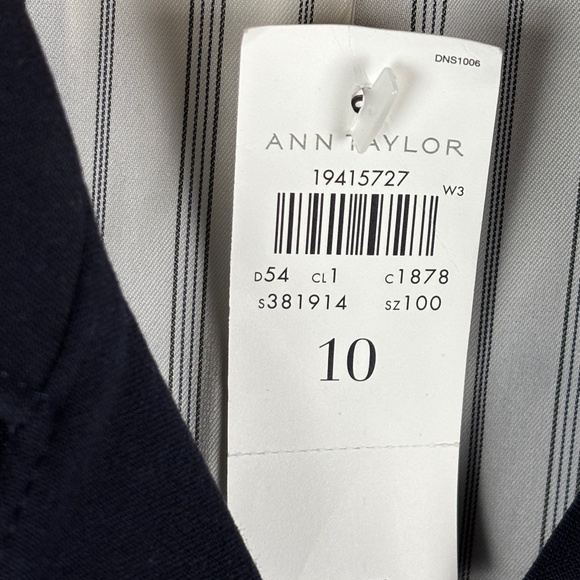 DNS1006
ANN TAYLOR
19415727
W3
D54 CL1 C1878
S381914 SZ100
10